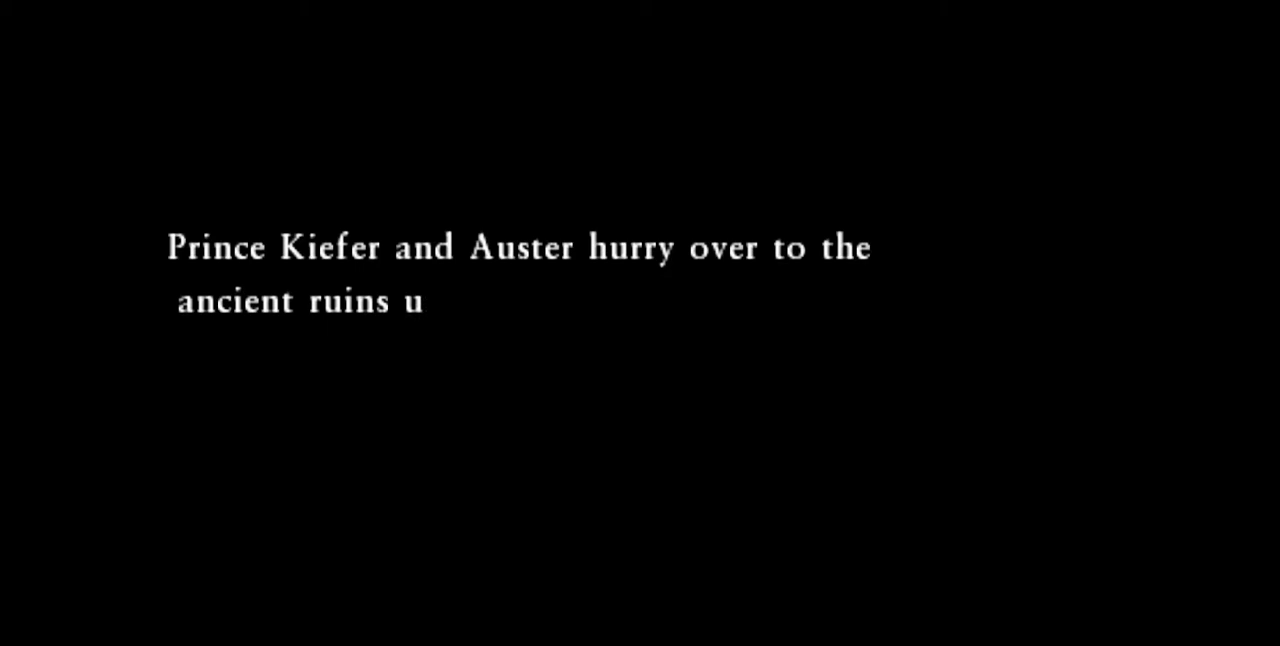 Prince Kiefer and Auster hurry over to the
ancient ruins u